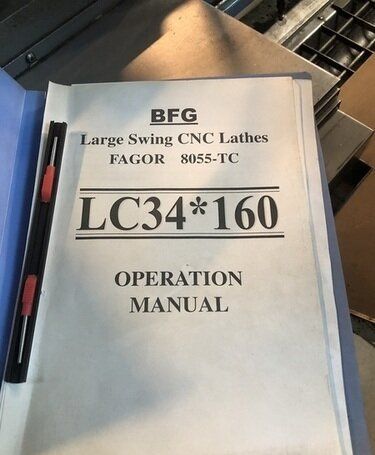 BFG
Large Swing CNC Lathes
FAGOR 8055-TC
LC34*160
OPERATION
MANUAL